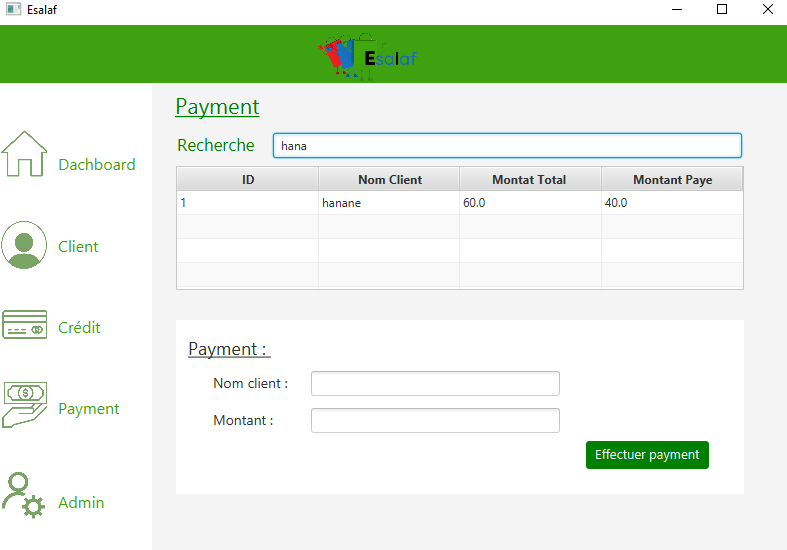 Esalaf
Esalaf
Payment
Recherche hana
ID Nom Client Montat Total Montant Paye
1 hanane 60.0 40.0
Dachboard
Client
Crédit
Payment
Admin
Payment :
Nom client :
Montant :
Effectuer payment